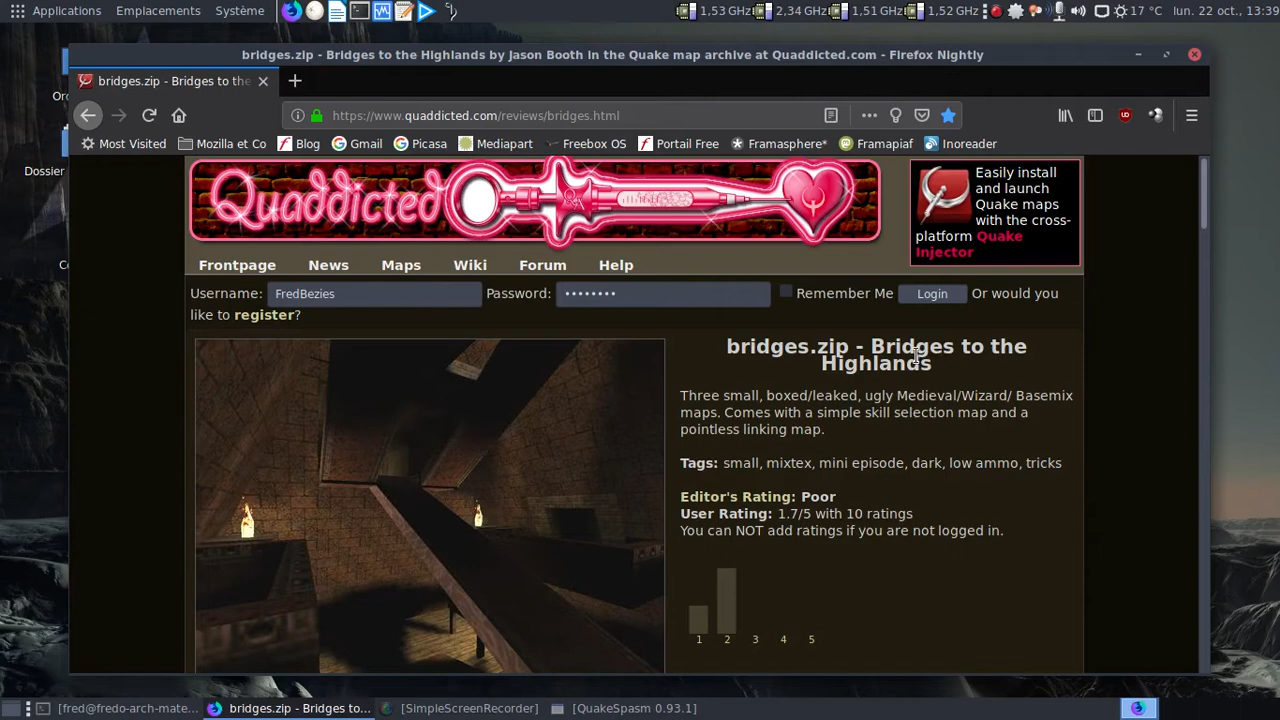 Applications Emplacements Système 1,53 GHz 2,34 GHz 1,51 GHz 1,52 GHz 17 °C lun. 22 oct., 13:39
bridges.zip - Bridges to the Highlands by Jason Booth in the Quake map archive at Quaddicted.com - Firefox Nightly
bridges.zip - Bridges to the
https://www.quaddicted.com/reviews/bridges.html
Most Visited Mozilla et Co Blog Gmail Picasa Mediapart Freebox OS Portail Free Framasphere* Framapiaf Inoreader
Quaddicted
Easily install
and launch
Quake maps
with the cross-
platform Quake
Injector
Frontpage News Maps Wiki Forum Help
Username: FredBezies Password: •••••••• Remember Me Login Or would you
like to register?
bridges.zip - Bridges to the
Highlands
Three small, boxed/leaked, ugly Medieval/Wizard/ Basemix
maps. Comes with a simple skill selection map and a
pointless linking map.
Tags: small, mixtex, mini episode, dark, low ammo, tricks
Editor's Rating: Poor
User Rating: 1.7/5 with 10 ratings
You can NOT add ratings if you are not logged in.
1 2 3 4 5
[fred@fredo-arch-mate... bridges.zip - Bridges to... [SimpleScreenRecorder] [QuakeSpasm 0.93.1]